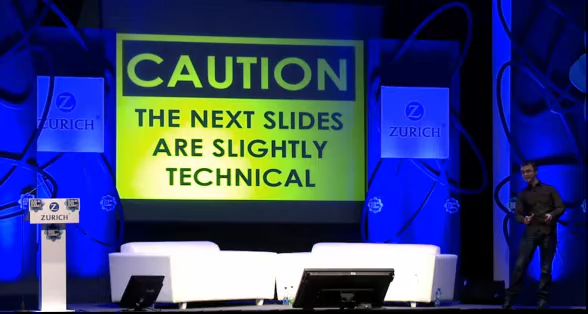 CAUTION
THE NEXT SLIDES
ARE SLIGHTLY
TECHNICAL
Z
ZURICH
Z
ZURICH
Z
ZURICH